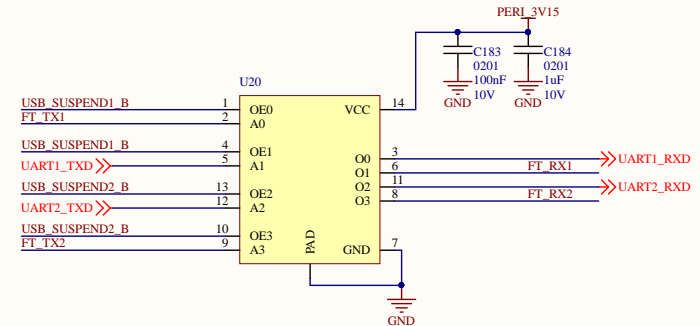 PERI_3V15
C183
0201
100nF
10V
GND
C184
0201
1uF
10V
GND
U20
USB_SUSPEND1_B 1 OE0
FT_TX1 2 A0
USB_SUSPEND1_B 4 OE1
UART1_TXD 5 A1
USB_SUSPEND2_B 13 OE2
UART2_TXD 12 A2
USB_SUSPEND2_B 10 OE3
FT_TX2 9 A3
VCC 14
O0 3 UART1_RXD
O1 6 FT_RX1
O2 11 UART2_RXD
O3 8 FT_RX2
PAD
GND 7
GND